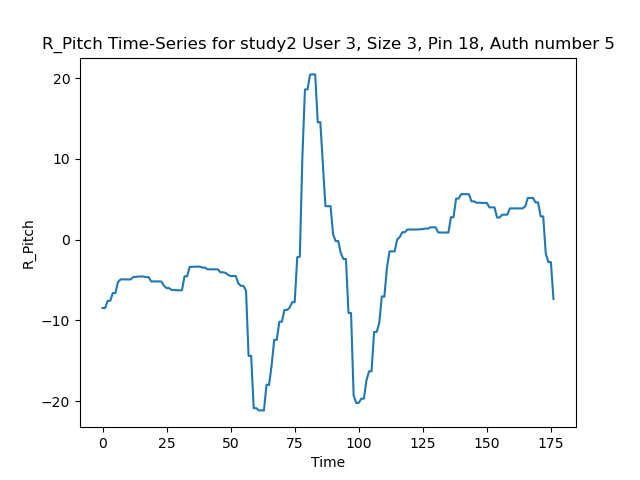 R_Pitch Time-Series for study2 User 3, Size 3, Pin 18, Auth number 5
20
10
0
−10
−20
R_Pitch
0 25 50 75 100 125 150 175
Time